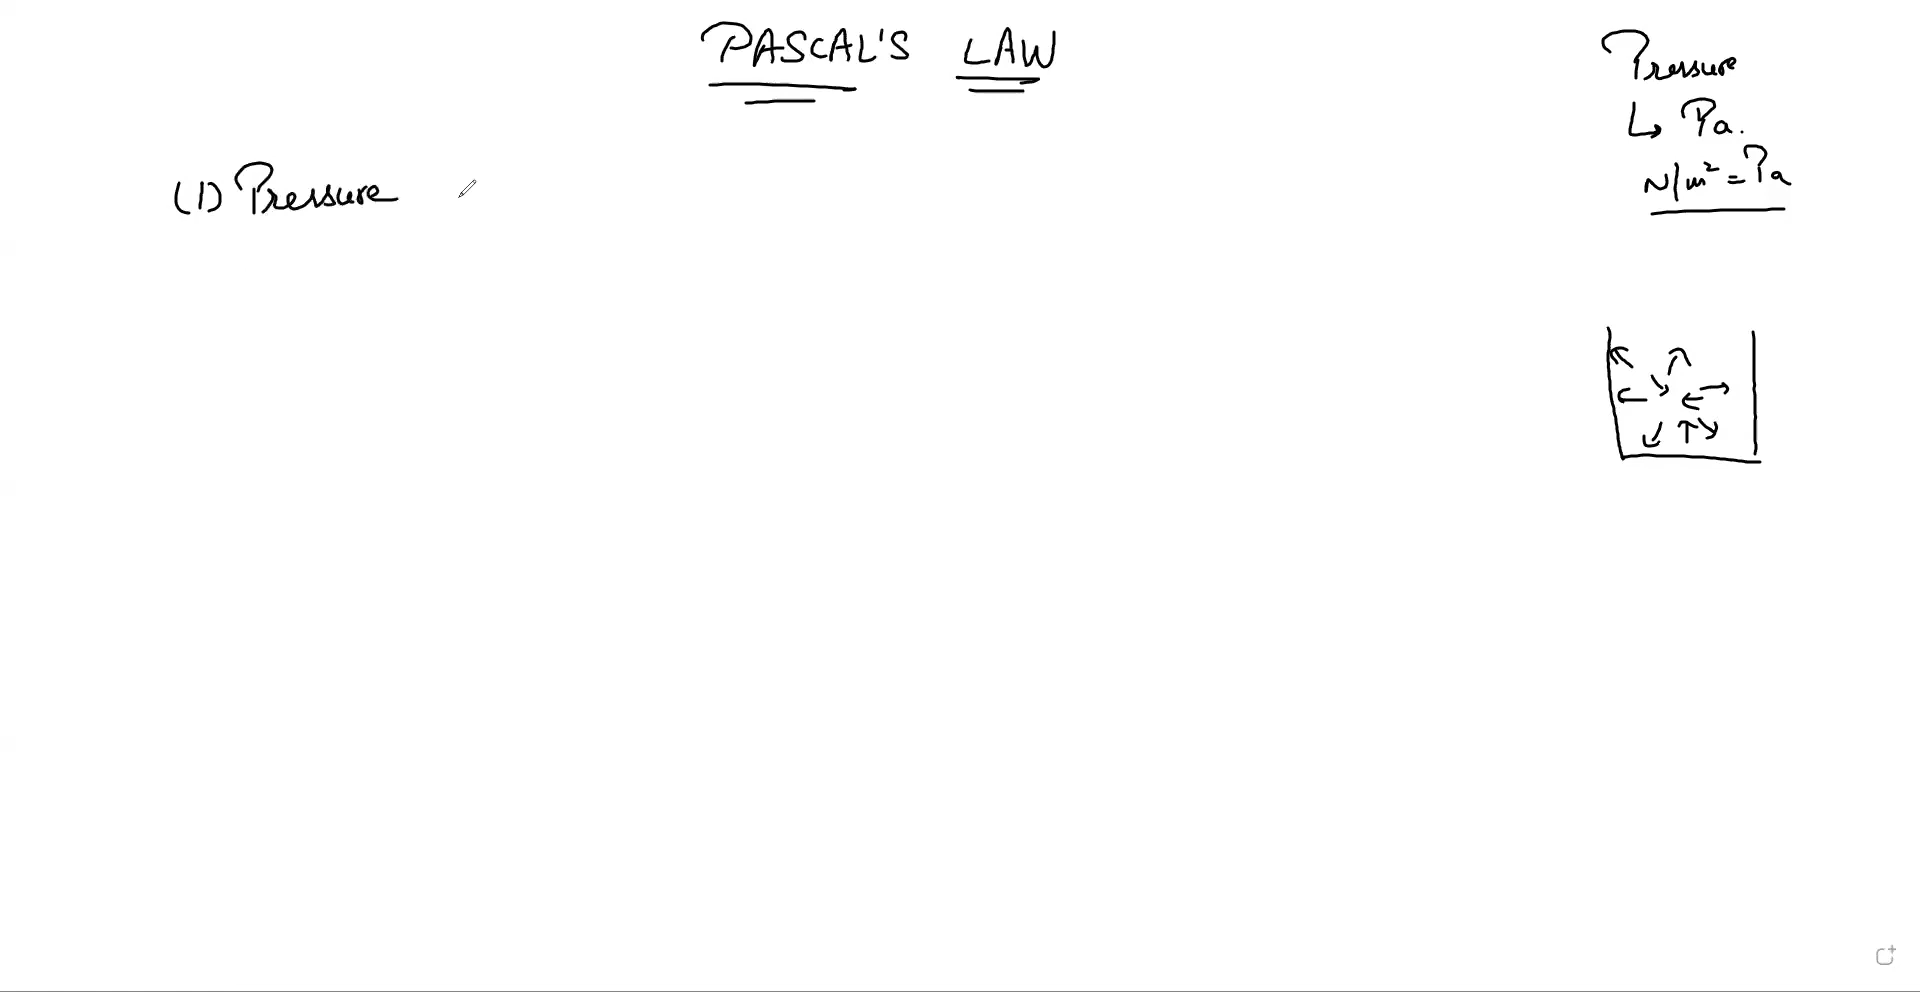 PASCAL'S LAW
Pressure
↳ Pa.
N/m² = Pa
(1) Pressure